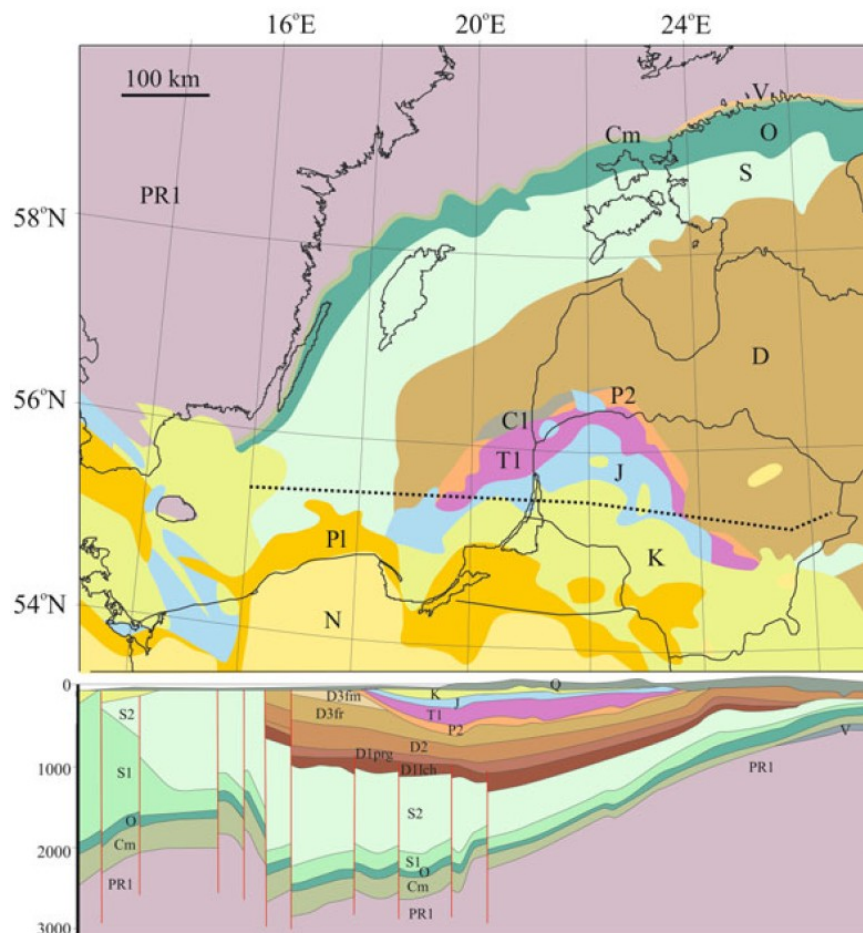 16°E 20°E 24°E
100 km
V
Cm O
S
PR1
58°N
D
56°N
P2
C1
T1
J
Pl
K
54°N
N
0
Q
D3fm K
S2 J
D3fr T1
P2
D2 V
D1prg PR1
1000
S1 D1lch
S2
O
2000 Cm
S1
O
PR1 Cm
PR1
3000